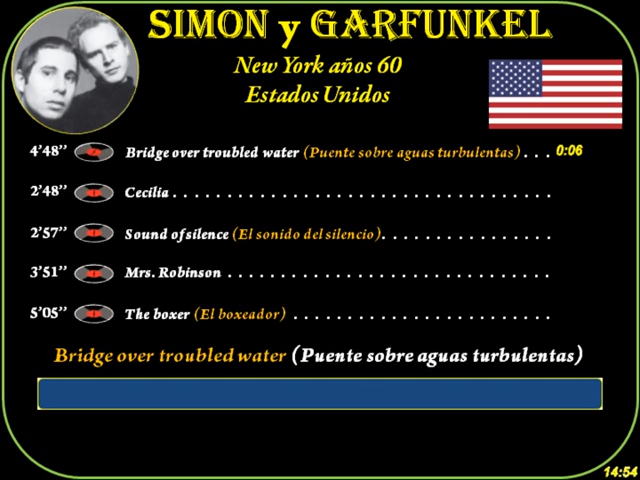 SIMON y GARFUNKEL
New York años 60
Estados Unidos
4’48’’ Bridge over troubled water (Puente sobre aguas turbulentas) . . . 0:06
2’48’’ Cecilia . . . . . . . . . . . . . . . . . . . . . . . . . . . . . . . . . . .
2’57’’ Sound of silence (El sonido del silencio). . . . . . . . . . . . . . . .
3’51’’ Mrs. Robinson . . . . . . . . . . . . . . . . . . . . . . . . . . . . . .
5’05’’ The boxer (El boxeador) . . . . . . . . . . . . . . . . . . . . . . . .
Bridge over troubled water (Puente sobre aguas turbulentas)
14:54